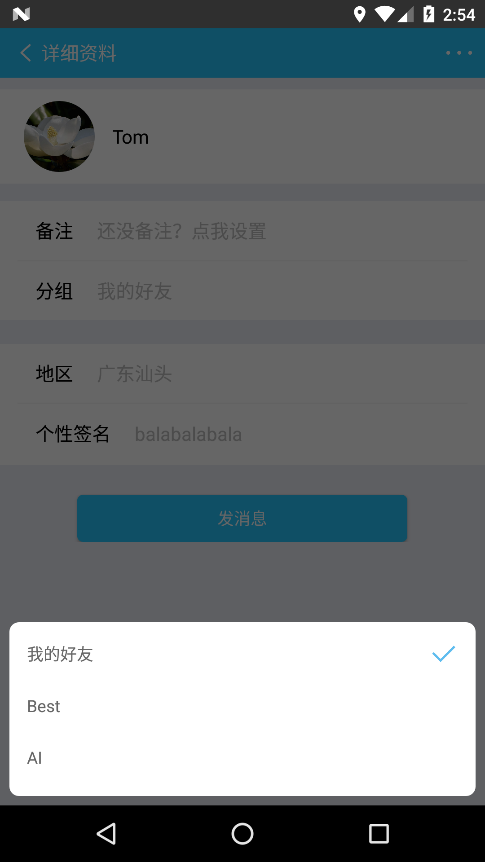 2:54
详细资料
Tom
备注 还没备注？点我设置
分组 我的好友
地区 广东汕头
个性签名 balabalabala
发消息
我的好友
Best
AI